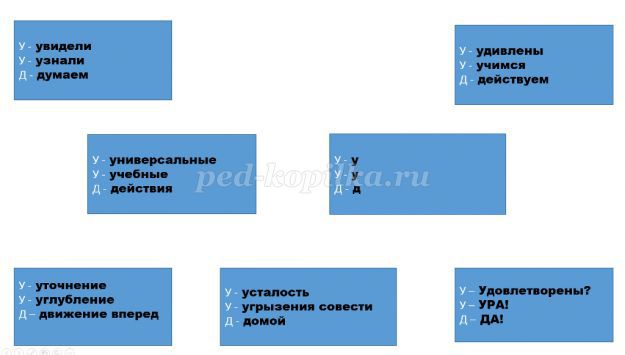 У - увидели
У - узнали
Д - думаем
У - удивлены
У - учимся
Д - действуем
У - универсальные
У - учебные
Д - действия
У - у
У - у
Д - д
ped-kopilka.ru
У - уточнение
У - углубление
Д – движение вперед
У - усталость
У - угрызения совести
Д - домой
У – Удовлетворены?
У – УРА!
Д – ДА!